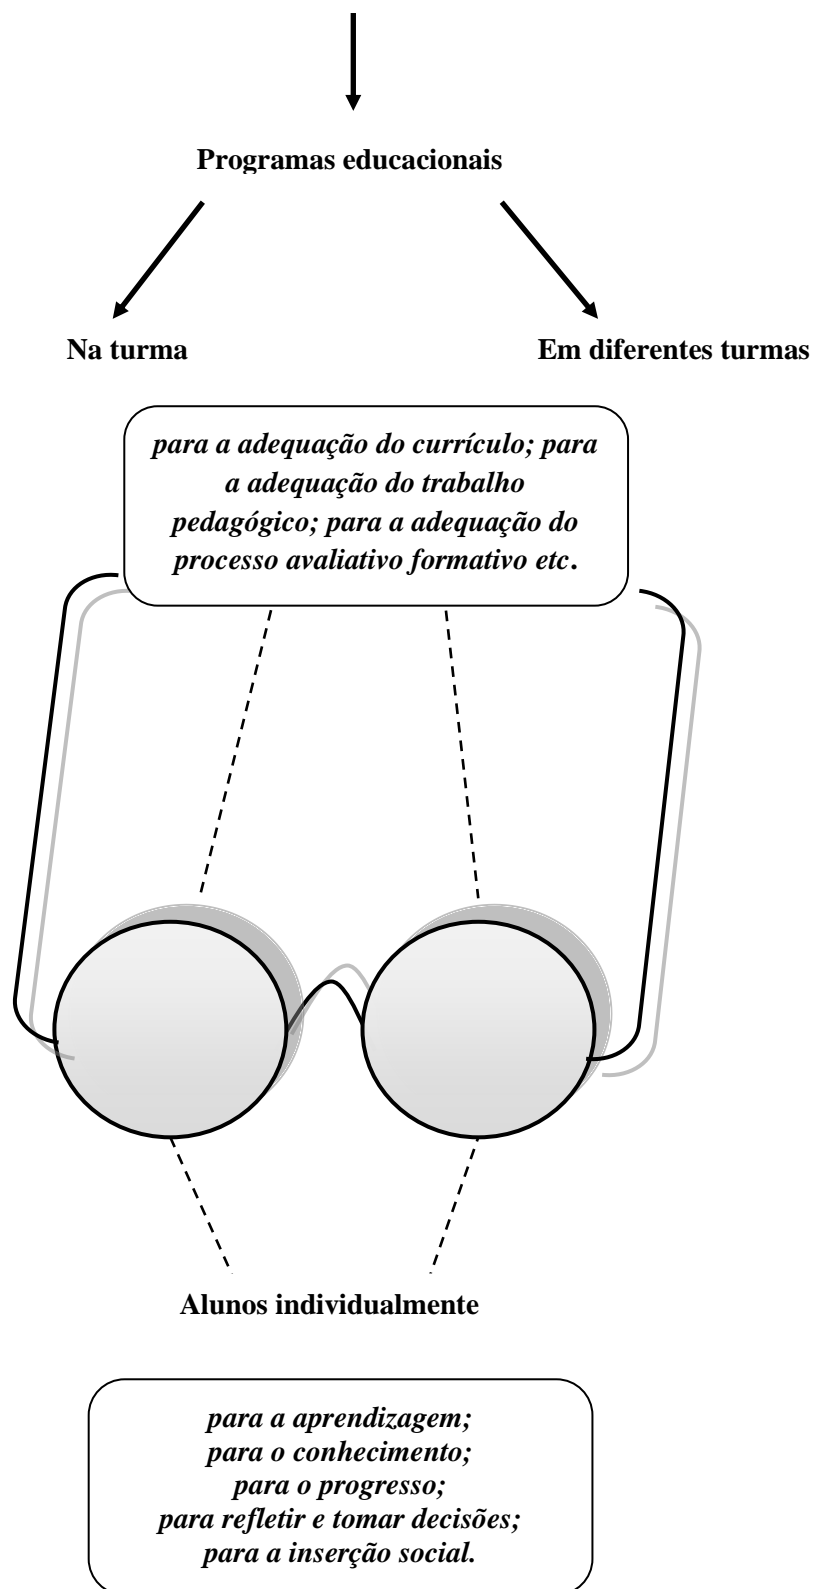 Programas educacionais
Na turma
Em diferentes turmas
para a adequação do currículo; para
a adequação do trabalho
pedagógico; para a adequação do
processo avaliativo formativo etc.
Alunos individualmente
para a aprendizagem;
para o conhecimento;
para o progresso;
para refletir e tomar decisões;
para a inserção social.